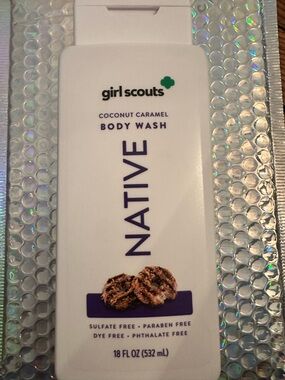 girl scouts
COCONUT CARAMEL
BODY WASH
NATIVE
SULFATE FREE • PARABEN FREE
DYE FREE • PHTHALATE FREE
18 FL OZ (532 mL)